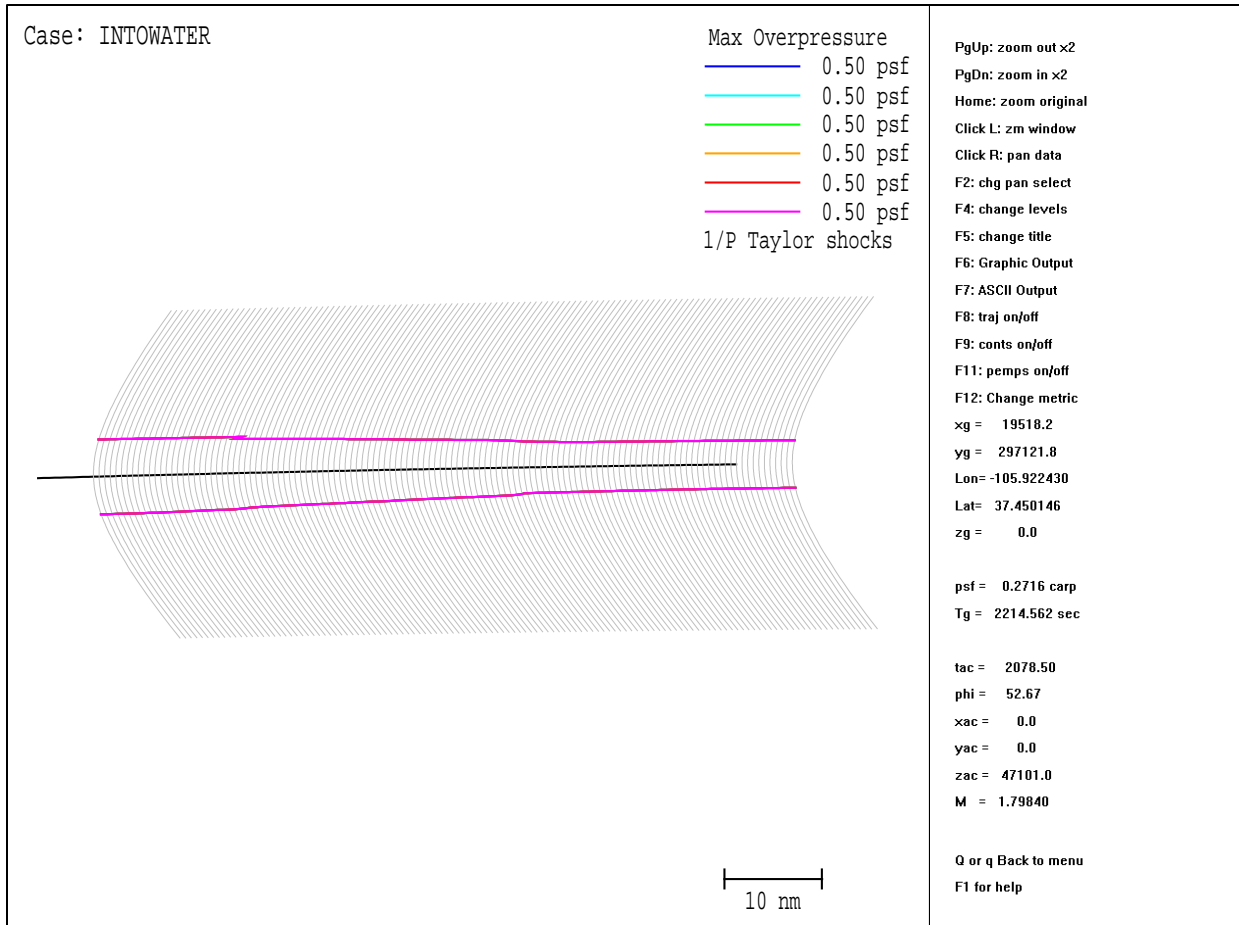 Case: INTOWATER
Max Overpressure
0.50 psf
0.50 psf
0.50 psf
0.50 psf
0.50 psf
0.50 psf
1/P Taylor shocks
10 nm
PgUp: zoom out x2
PgDn: zoom in x2
Home: zoom original
Click L: zm window
Click R: pan data
F2: chg pan select
F4: change levels
F5: change title
F6: Graphic Output
F7: ASCII Output
F8: traj on/off
F9: conts on/off
F11: pemps on/off
F12: Change metric
xg = 19518.2
yg = 297121.8
Lon= -105.922430
Lat= 37.450146
zg = 0.0
psf = 0.2716 carp
Tg = 2214.562 sec
tac = 2078.50
phi = 52.67
xac = 0.0
yac = 0.0
zac = 47101.0
M = 1.79840
Q or q Back to menu
F1 for help